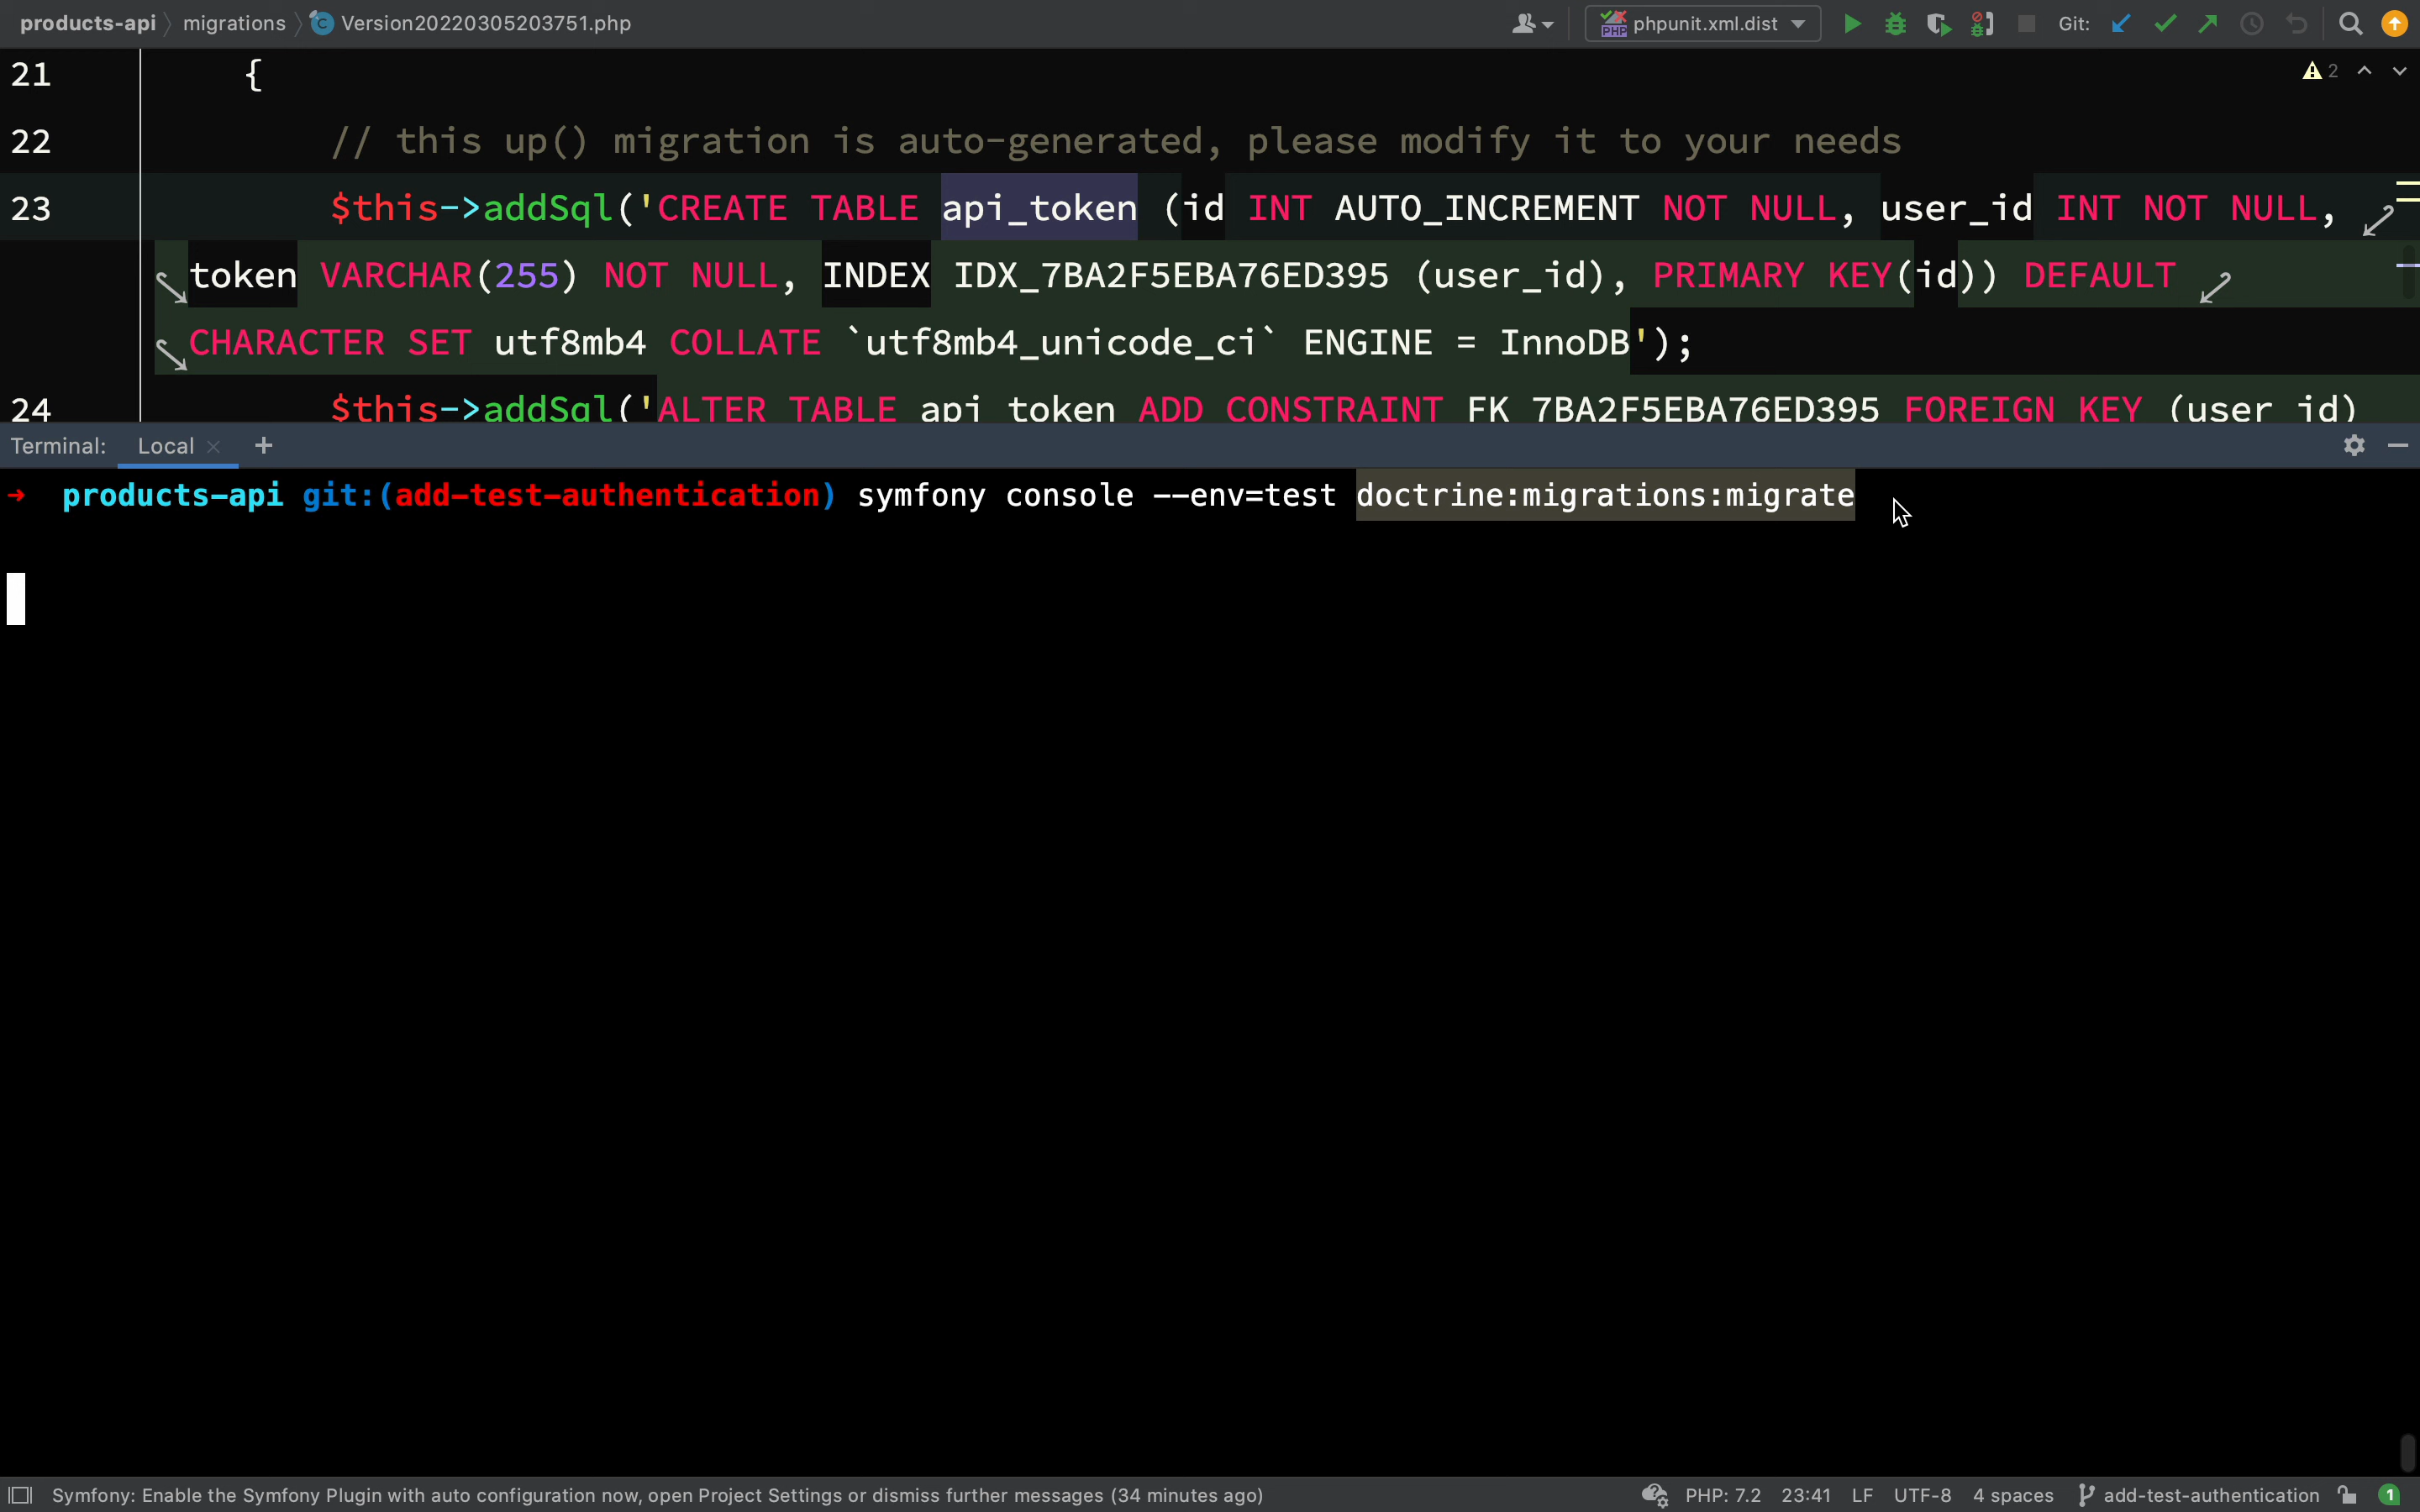 products-api migrations Version20220305203751.php phpunit.xml.dist Git:
21 {
2
22 // this up() migration is auto-generated, please modify it to your needs
23 $this->addSql('CREATE TABLE api_token (id INT AUTO_INCREMENT NOT NULL, user_id INT NOT NULL,
token VARCHAR(255) NOT NULL, INDEX IDX_7BA2F5EBA76ED395 (user_id), PRIMARY KEY(id)) DEFAULT
CHARACTER SET utf8mb4 COLLATE `utf8mb4_unicode_ci` ENGINE = InnoDB');
24 $this->addSql('ALTER TABLE api_token ADD CONSTRAINT FK_7BA2F5EBA76ED395 FOREIGN KEY (user_id)
Terminal: Local × +
→ products-api git:(add-test-authentication) symfony console --env=test doctrine:migrations:migrate
Symfony: Enable the Symfony Plugin with auto configuration now, open Project Settings or dismiss further messages (34 minutes ago) PHP: 7.2 23:41 LF UTF-8 4 spaces add-test-authentication 1